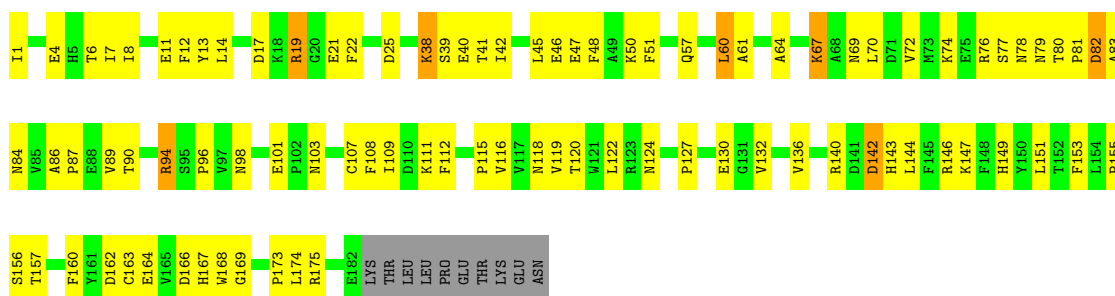 I1 E4 H5 T6 I7 I8 E11 F12 Y13 L14 D17 K18 R19 G20 E21 F22 D25 K38 S39 E40 T41 I42 L45 E46 E47 F48 A49 K50 F51 Q57 L60 A61 A64 K67 A68 N69 L70 D71 V72 M73 K74 E75 R76 S77 N78 N79 T80 P81 D82 A83
N84 V85 A86 P87 E88 V89 T90 R94 S95 P96 V97 N98 E101 P102 N103 C107 F108 I109 D110 K111 F112 P115 V116 V117 N118 V119 T120 W121 L122 R123 N124 P127 E130 G131 V132 V136 R140 D141 D142 H143 L144 F145 R146 K147 F148 H149 Y150 L151 T152 F153 L154 P155
S156 T157 F160 Y161 D162 C163 E164 V165 D166 H167 W168 G169 P173 L174 R175 E182 LYS THR LEU LEU PRO GLU THR LYS GLU ASN